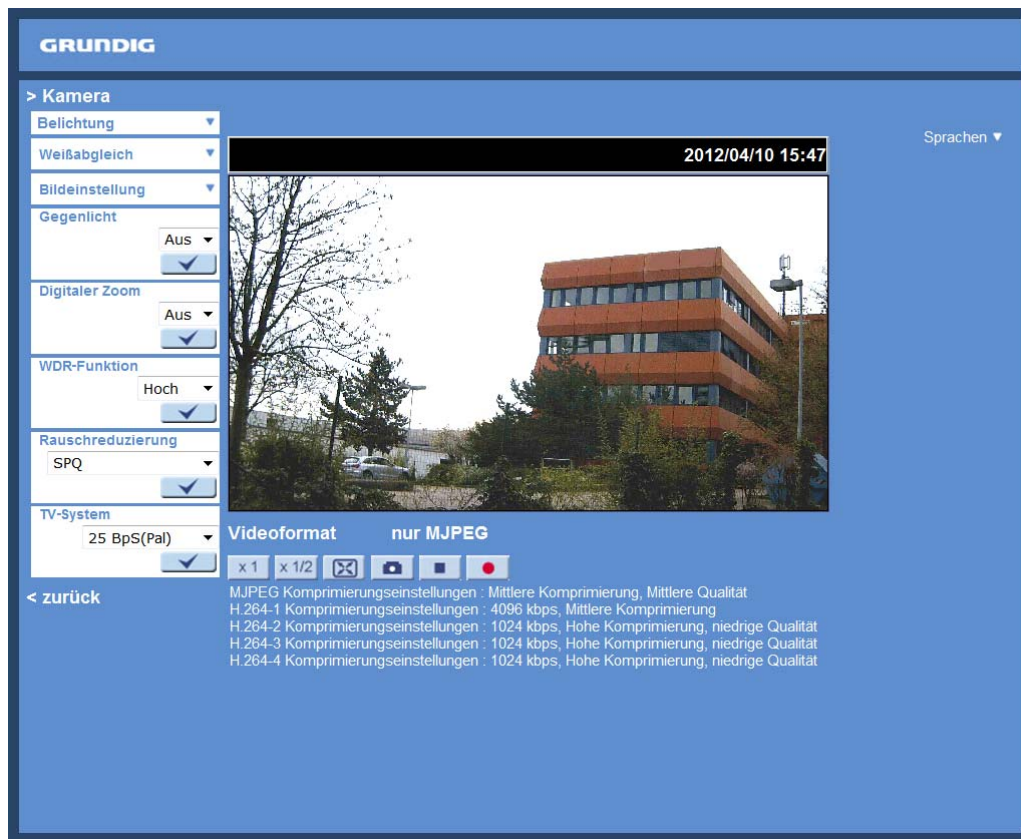 GRUNDIG
> Kamera
Belichtung
Weißabgleich
Bildeinstellung
Gegenlicht
Aus
Digitaler Zoom
Aus
WDR-Funktion
Hoch
Rauschreduzierung
SPQ
TV-System
25 BpS(Pal)
< zurück
Sprachen
2012/04/10 15:47
Videoformat nur MJPEG
x 1 x 1/2
MJPEG Komprimierungseinstellungen : Mittlere Komprimierung, Mittlere Qualität
H.264-1 Komprimierungseinstellungen : 4096 kbps, Mittlere Komprimierung
H.264-2 Komprimierungseinstellungen : 1024 kbps, Hohe Komprimierung, niedrige Qualität
H.264-3 Komprimierungseinstellungen : 1024 kbps, Hohe Komprimierung, niedrige Qualität
H.264-4 Komprimierungseinstellungen : 1024 kbps, Hohe Komprimierung, niedrige Qualität